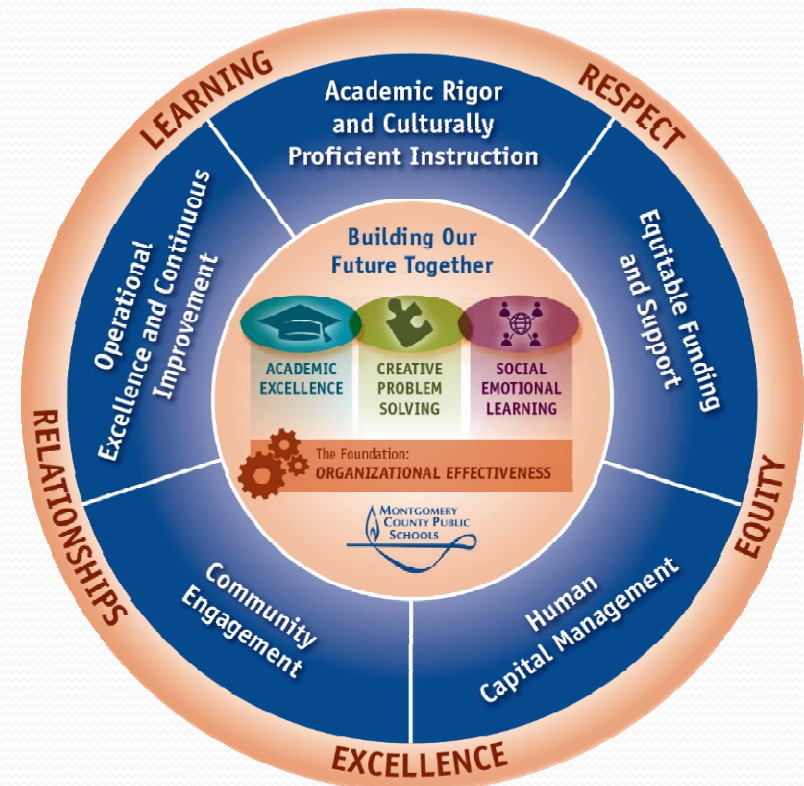 LEARNING
RESPECT
EQUITY
EXCELLENCE
RELATIONSHIPS
Academic Rigor
and Culturally
Proficient Instruction
Equitable Funding
and Support
Human
Capital Management
Community
Engagement
Operational
Excellence and Continuous
Improvement
Building Our
Future Together
ACADEMIC
EXCELLENCE
CREATIVE
PROBLEM
SOLVING
SOCIAL
EMOTIONAL
LEARNING
The Foundation:
ORGANIZATIONAL EFFECTIVENESS
MONTGOMERY
COUNTY PUBLIC
SCHOOLS